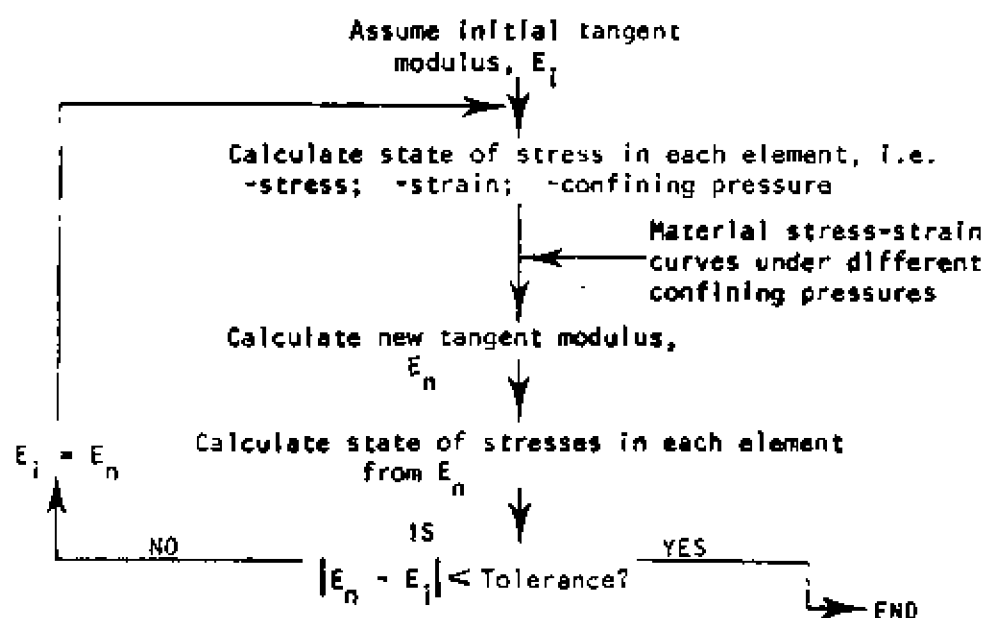 Assume initial tangent
modulus, E_i
Calculate state of stress in each element, i.e.
-stress; -strain; -confining pressure
Material stress-strain
curves under different
confining pressures
Calculate new tangent modulus,
E_n
Calculate state of stresses in each element
from E_n
E_i = E_n
IS
NO
YES
|E_n - E_i| < Tolerance?
END